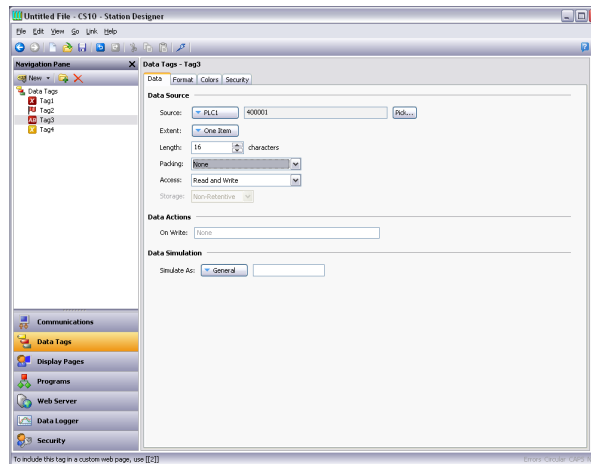 Untitled File - CS10 - Station Designer
File Edit View Go Link Help
Navigation Pane X
New
Data Tags
Tag1
Tag2
Tag3
Tag4
Communications
Data Tags
Display Pages
Programs
Web Server
Data Logger
Security
Data Tags - Tag3
Data Format Colors Security
Data Source
Source: PLC1 400001 Pick...
Extent: One Item
Length: 16 characters
Packing: None
Access: Read and Write
Storage: Non-Retentive
Data Actions
On Write: None
Data Simulation
Simulate As: General
To include this tag in a custom web page, use [[2]]
Errors Circular CAPS